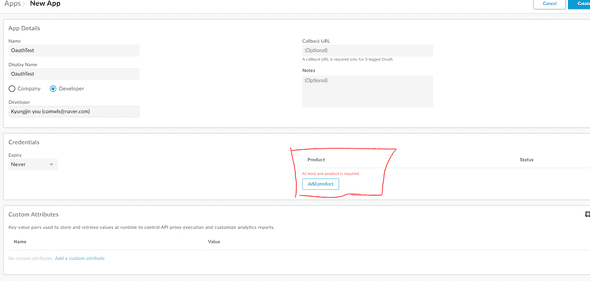 Apps New App
Cancel
Create
App Details
Name
OauthTest
Display Name
OauthTest
Company
Developer
Developer
Kyungjin you (comwls@naver.com)
Callback URL
(Optional)
A callback URL is required only for 3-legged Oauth
Notes
(Optional)
Credentials
Expiry
Never
Product
Status
At least one product is required.
Add product
Custom Attributes
Key-value pairs used to store and retrieve values at runtime to control API proxy execution and customize analytics reports.
Name
Value
No custom attributes. Add a custom attribute